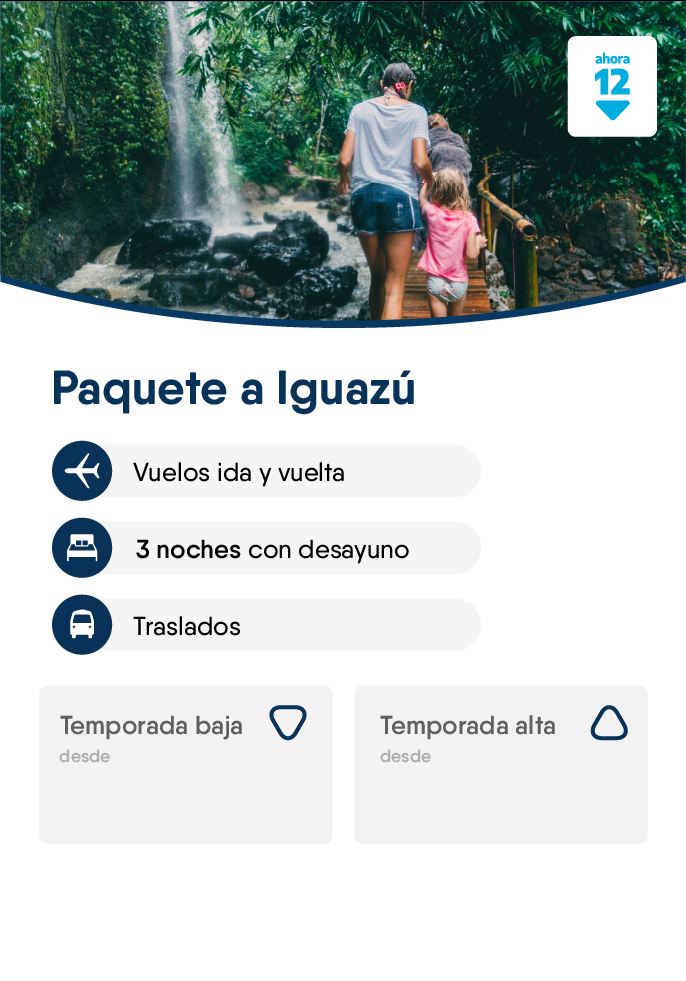 ahora
12
Paquete a Iguazú
Vuelos ida y vuelta
3 noches con desayuno
Traslados
Temporada baja
desde
Temporada alta
desde